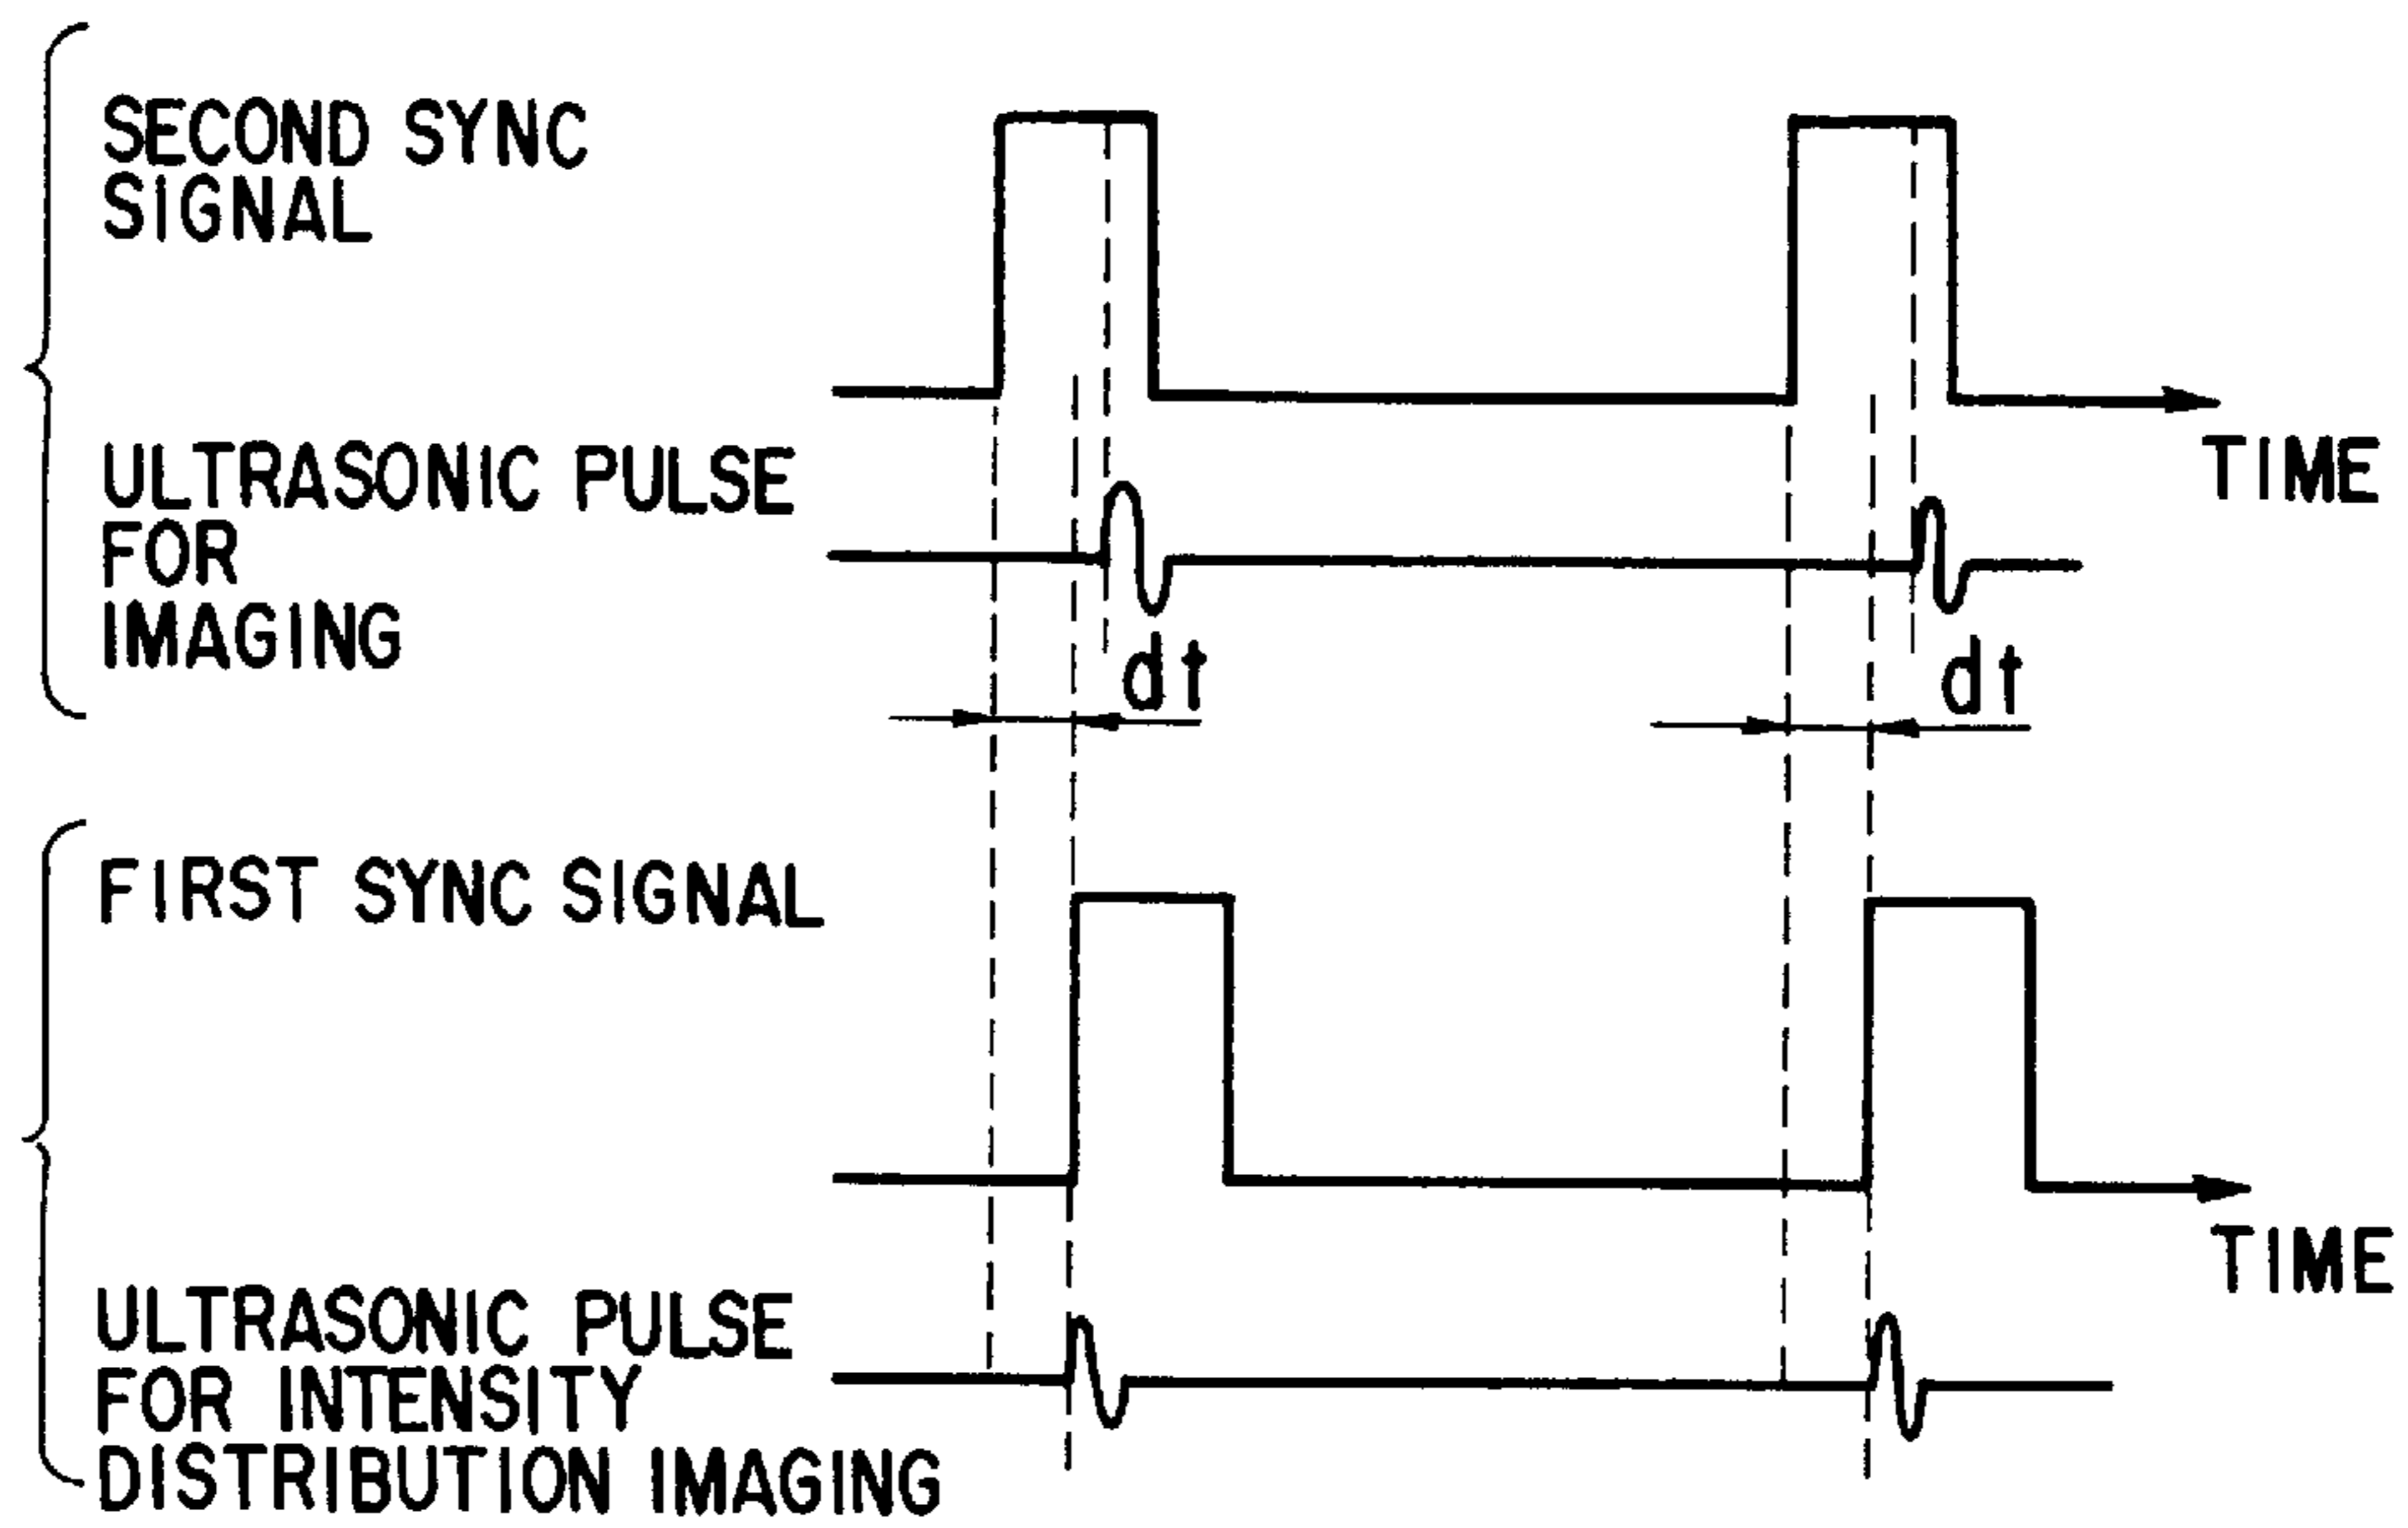 SECOND SYNC
SIGNAL
TIME
ULTRASONIC PULSE
FOR
IMAGING
dt
dt
FIRST SYNC SIGNAL
TIME
ULTRASONIC PULSE
FOR INTENSITY
DISTRIBUTION IMAGING